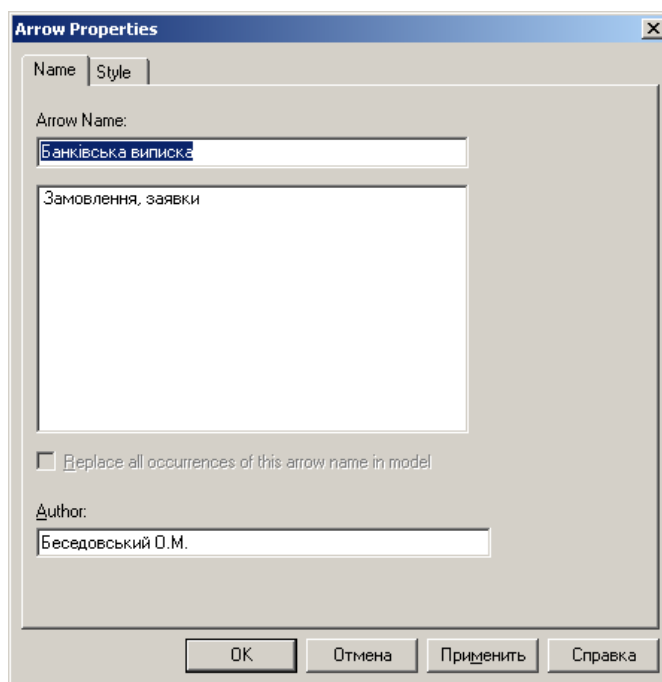 Arrow Properties
Name
Style
Arrow Name:
Банківська виписка
Замовлення, заявки
Replace all occurrences of this arrow name in model
Author:
Беседовський О.М.
OK
Отмена
Применить
Справка